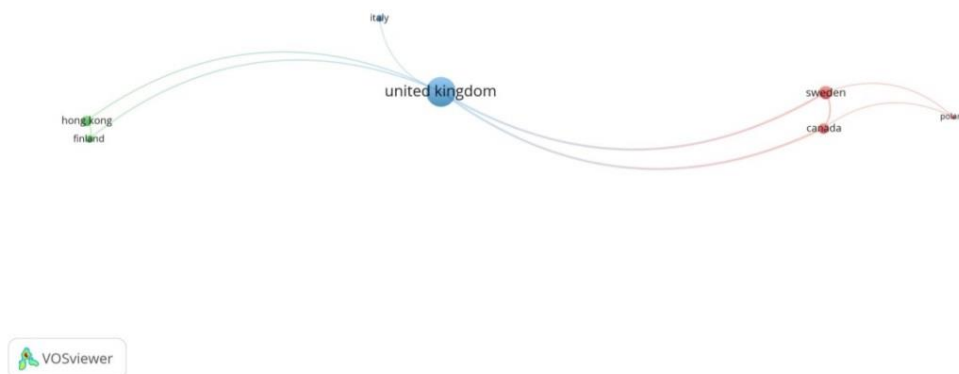 italy
united kingdom
sweden
hong kong
canada
finland
VOSviewer